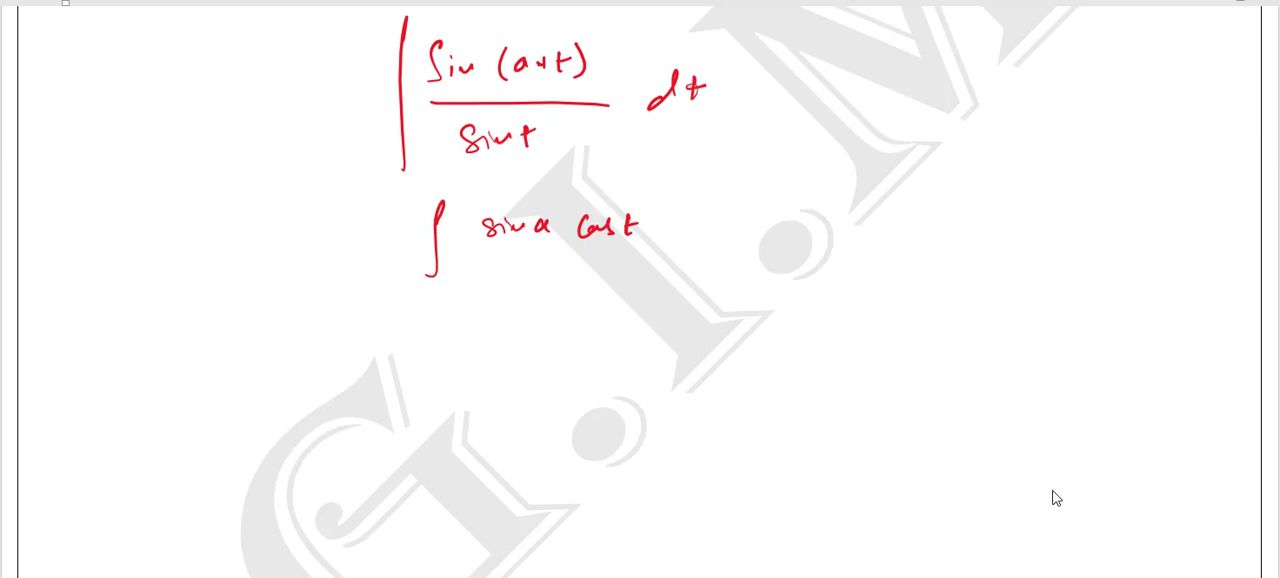 ∫ Sin (a+t)
Sin t dt
∫ sin a Cos t
G.I.M